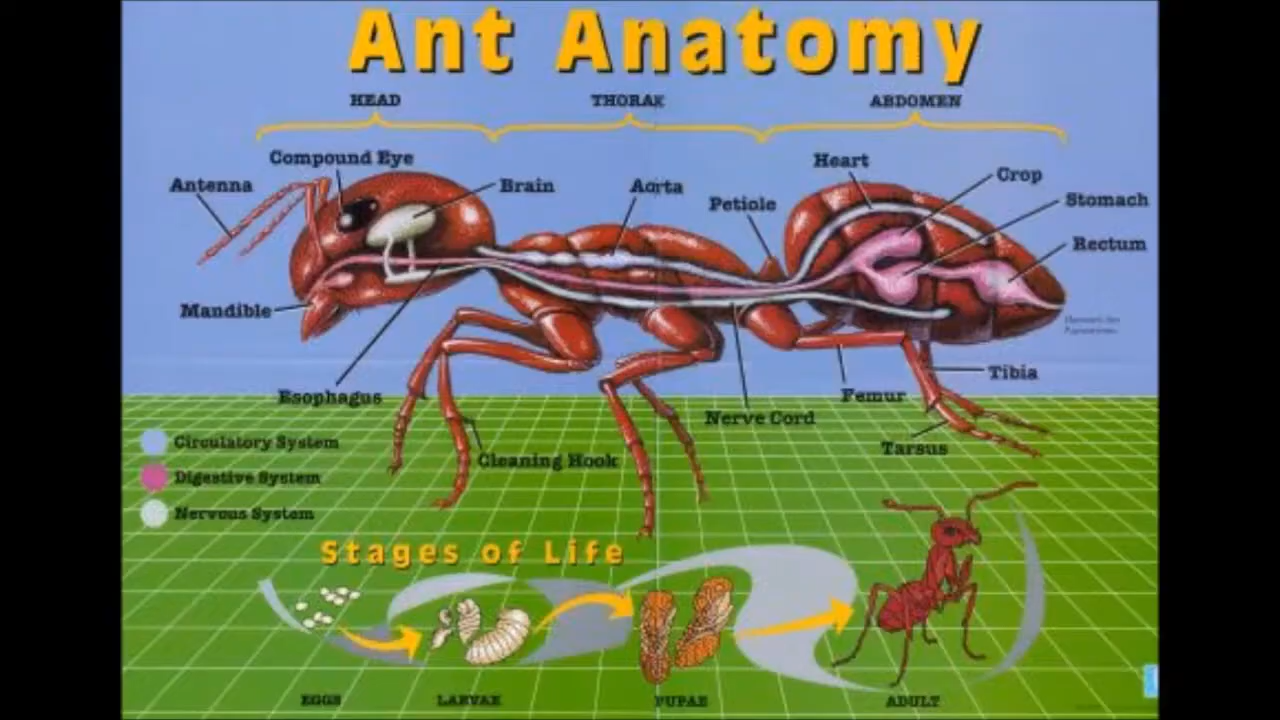 Ant Anatomy
HEAD
THORAX
ABDOMEN
Compound Eye
Antenna
Brain
Aorta
Petiole
Heart
Crop
Stomach
Rectum
Mandible
Esophagus
Nerve Cord
Femur
Tibia
Tarsus
Cleaning Hook
Circulatory System
Digestive System
Nervous System
Stages of Life
EGGS
LARVAE
PUPAE
ADULT